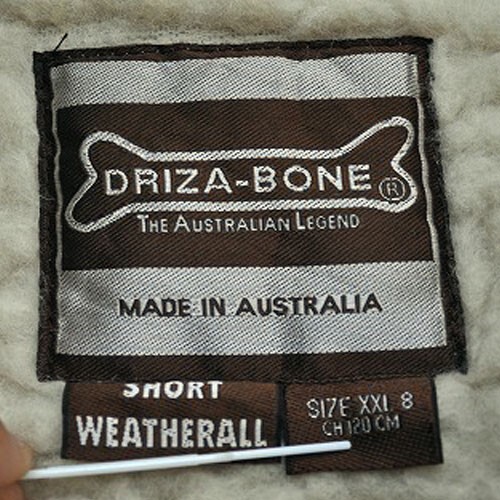 DRIZA-BONE ®
THE AUSTRALIAN LEGEND
MADE IN AUSTRALIA
SHORT
WEATHERALL
SIZE XXL 8
CH 120 CM